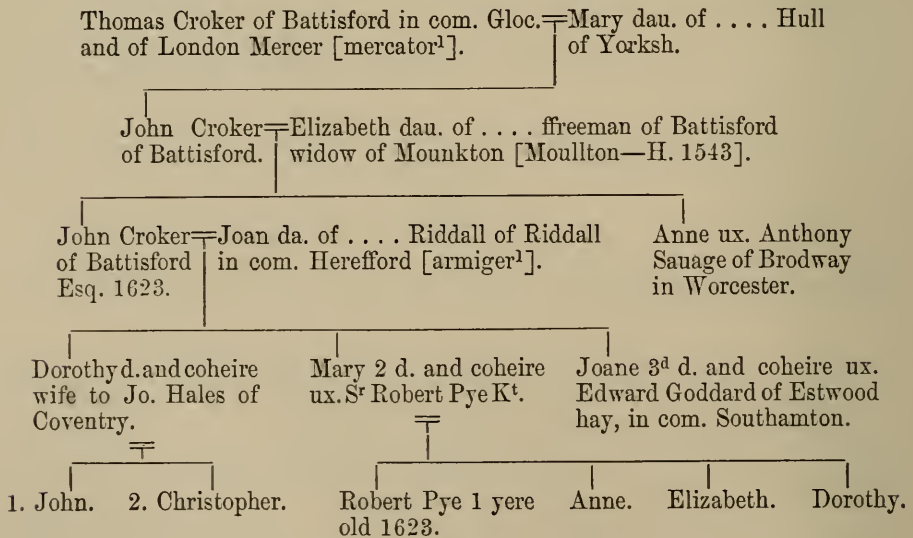 Thomas Croker of Battisford in com. Gloc.
and of London Mercer [mercator¹].
Mary dau. of . . . . Hull
of Yorksh.
John Croker
of Battisford.
Elizabeth dau. of . . . . ffreeman of Battisford
widow of Mounkton [Moullton—H. 1543].
John Croker
of Battisford
Esq. 1623.
Joan da. of . . . . Riddall of Riddall
in com. Herefford [armiger¹].
Anne ux. Anthony
Sauage of Brodway
in Worcester.
Dorothy d. and coheire
wife to Jo. Hales of
Coventry.
Mary 2 d. and coheire
ux. Sʳ Robert Pye Kᵗ.
Joane 3ᵈ d. and coheire ux.
Edward Goddard of Estwood
hay, in com. Southamton.
1. John.
2. Christopher.
Robert Pye 1 yere
old 1623.
Anne.
Elizabeth.
Dorothy.